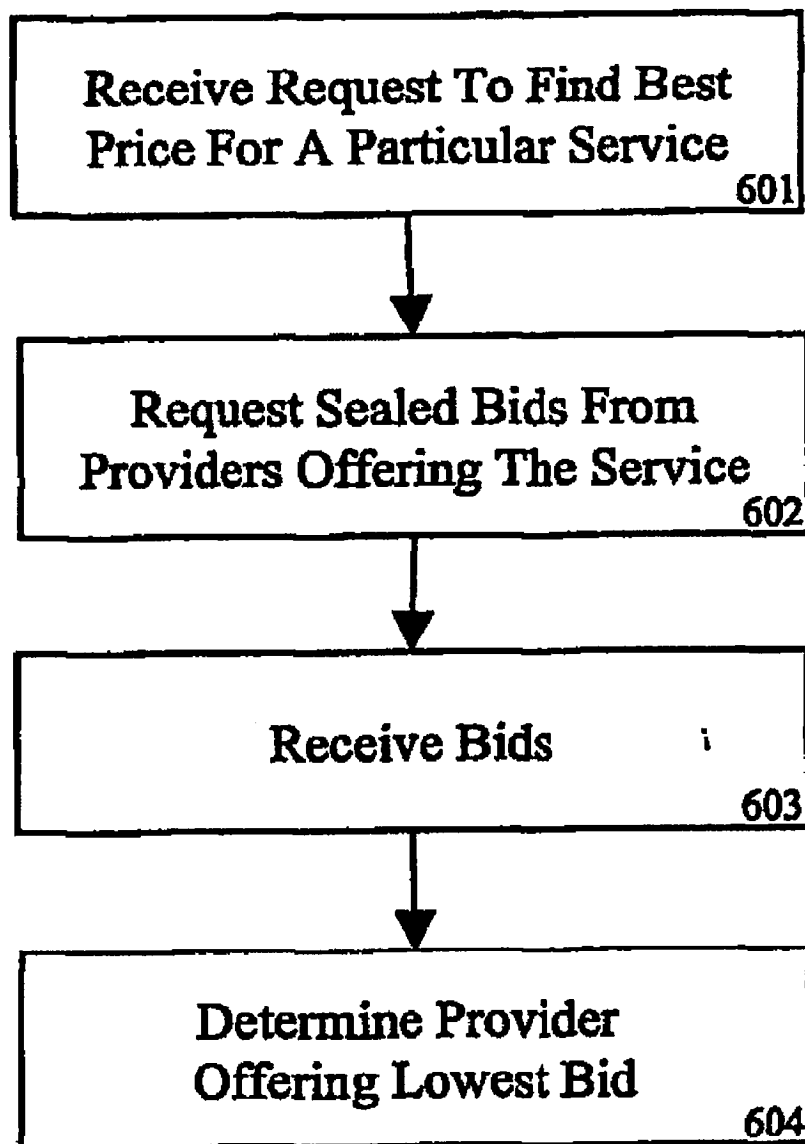 Receive Request To Find Best
Price For A Particular Service
601
Request Sealed Bids From
Providers Offering The Service
602
Receive Bids
603
Determine Provider
Offering Lowest Bid
604